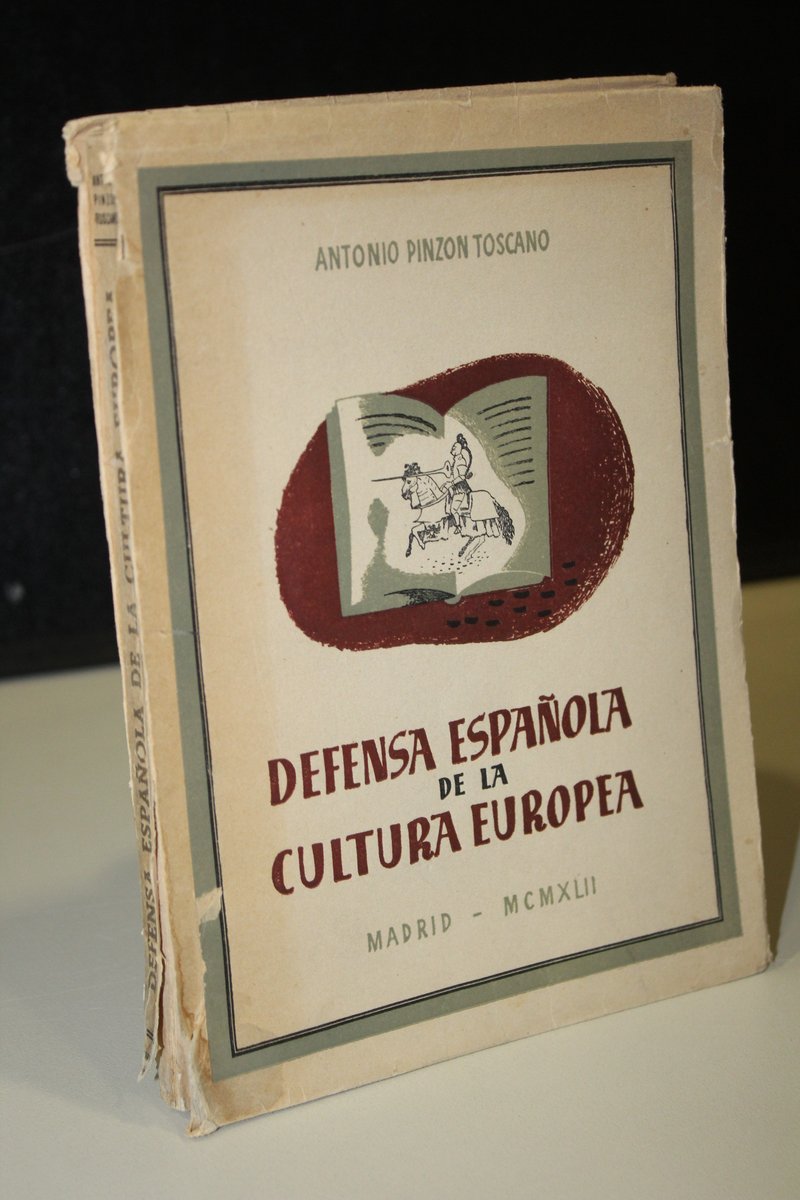 ANTONIO PINZON TOSCANO
DEFENSA ESPAÑOLA
DE LA
CULTURA EUROPEA
MADRID - MCMXLII
DEFENSA ESPAÑOLA DE LA CULTURA EUROPEA